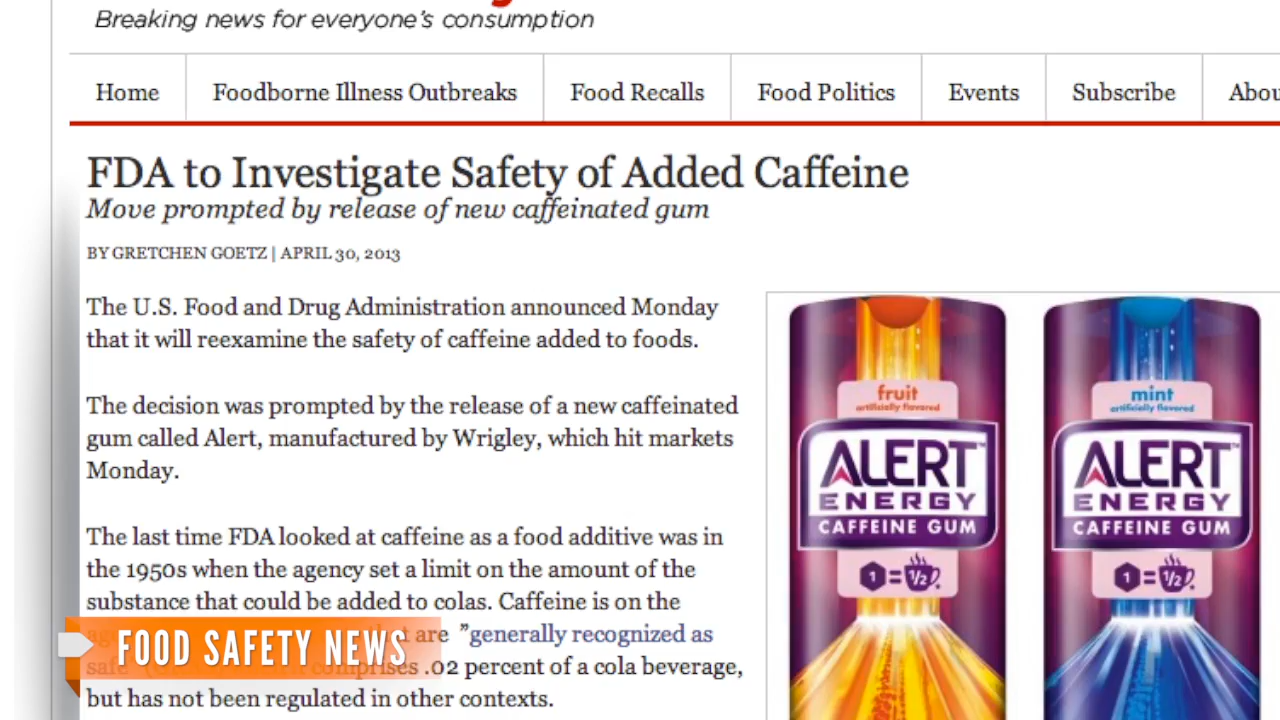 Breaking news for everyone's consumption
Home Foodborne Illness Outbreaks Food Recalls Food Politics Events Subscribe
FDA to Investigate Safety of Added Caffeine
Move prompted by release of new caffeinated gum
BY GRETCHEN GOETZ | APRIL 30, 2013
The U.S. Food and Drug Administration announced Monday
that it will reexamine the safety of caffeine added to foods.
The decision was prompted by the release of a new caffeinated
gum called Alert, manufactured by Wrigley, which hit markets
Monday.
The last time FDA looked at caffeine as a food additive was in
the 1950s when the agency set a limit on the amount of the
substance that could be added to colas. Caffeine is on the
are "generally recognized as
safe" comprises .02 percent of a cola beverage,
but has not been regulated in other contexts.
FOOD SAFETY NEWS
fruit
artificially flavored
ALERT™
ENERGY
CAFFEINE GUM
1 = 1/2
mint
artificially flavored
ALERT™
ENERGY
CAFFEINE GUM
1 = 1/2